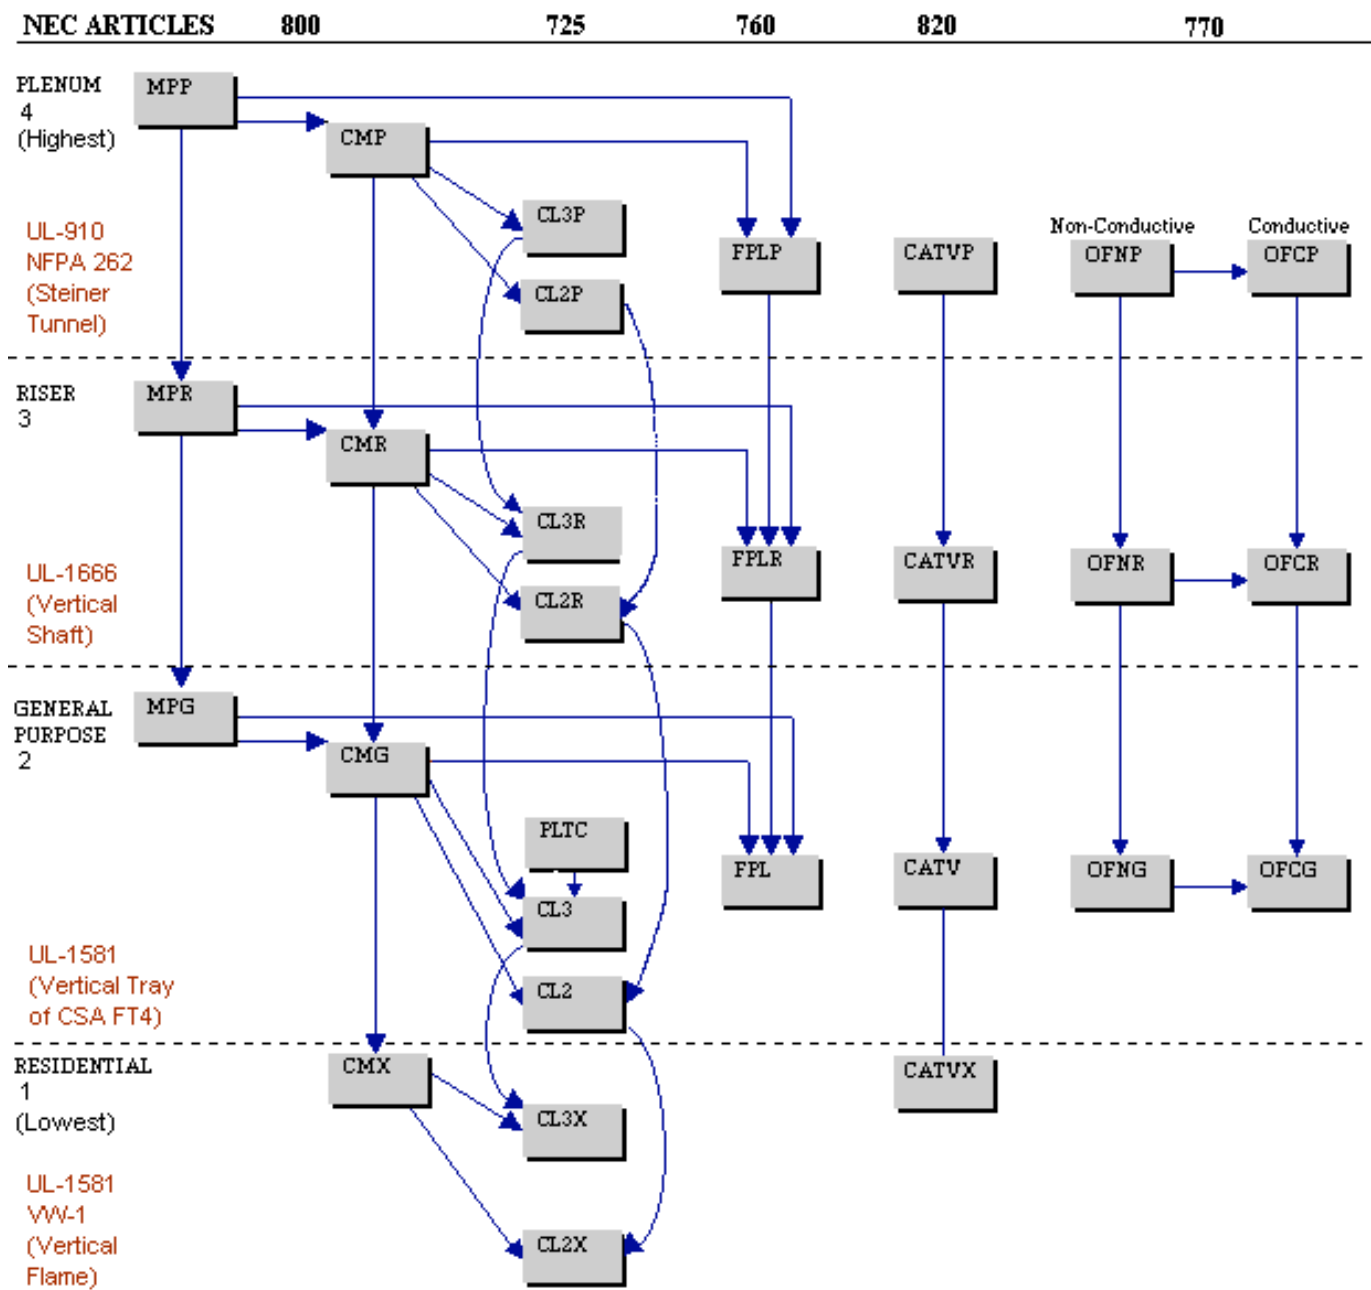 NEC ARTICLES 800 725 760 820 770
PLENUM
4
(Highest)
MPP
CMP
UL-910
NFPA 262
(Steiner
Tunnel)
CL3P
CL2P
FPLP
CATVP
Non-Conductive
OFNP
Conductive
OFCP
RISER
3
MPR
CMR
UL-1666
(Vertical
Shaft)
CL3R
CL2R
FPLR
CATVR
OFNR
OFCR
GENERAL
PURPOSE
2
MPG
CMG
PLTC
CL3
CL2
FPL
CATV
OFNG
OFCG
UL-1581
(Vertical Tray
of CSA FT4)
RESIDENTIAL
1
(Lowest)
CMX
CATVX
CL3X
CL2X
UL-1581
VW-1
(Vertical
Flame)